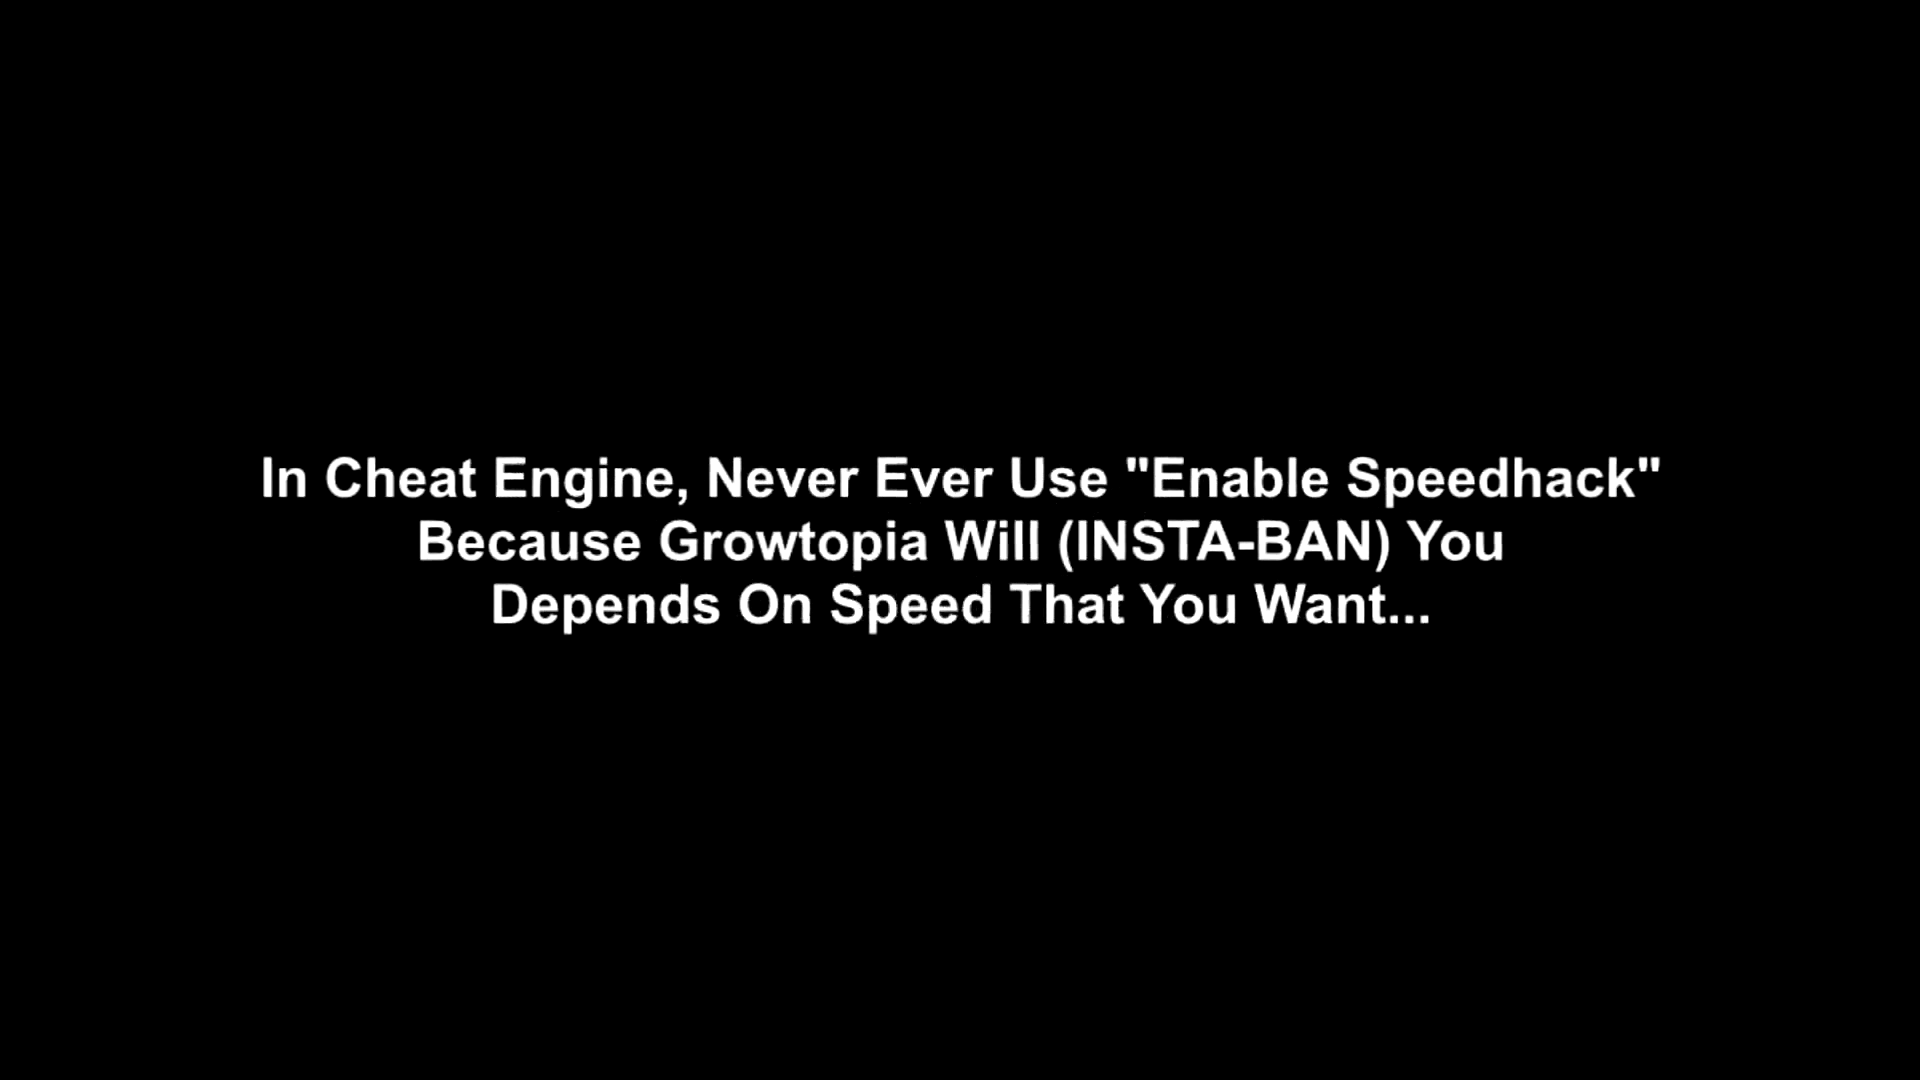 In Cheat Engine, Never Ever Use "Enable Speedhack"
Because Growtopia Will (INSTA-BAN) You
Depends On Speed That You Want...